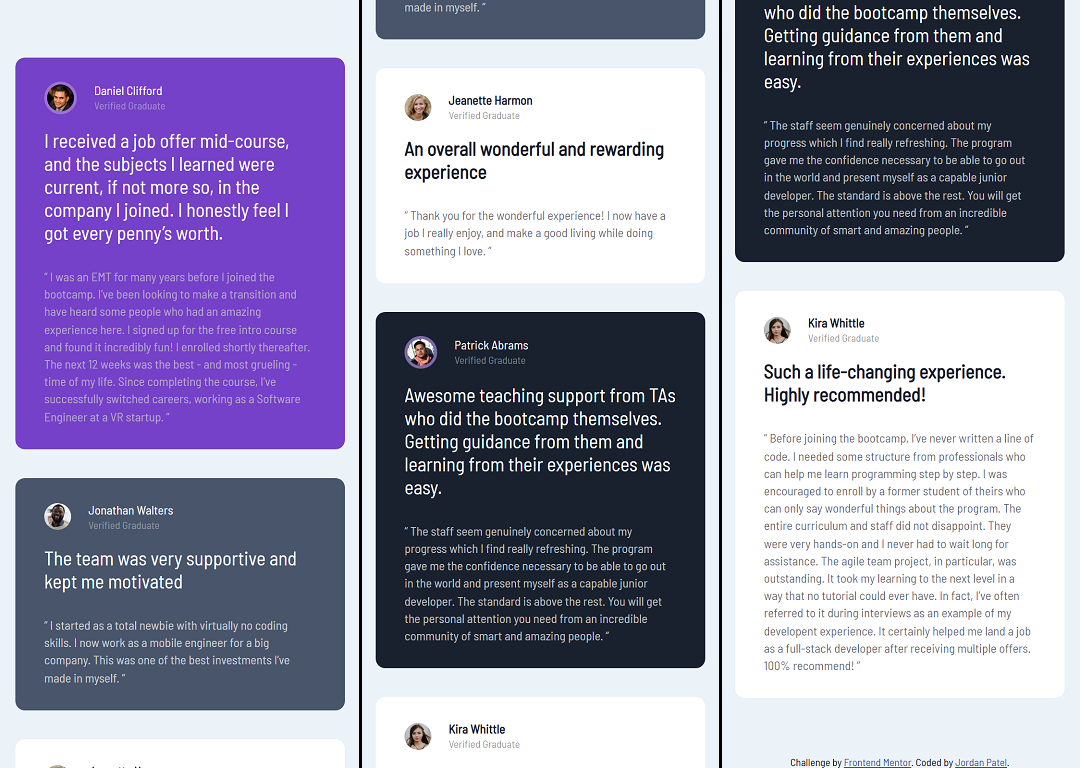 Daniel Clifford
Verified Graduate
I received a job offer mid-course,
and the subjects I learned were
current, if not more so, in the
company I joined. I honestly feel I
got every penny’s worth.
“ I was an EMT for many years before I joined the
bootcamp. I’ve been looking to make a transition and
have heard some people who had an amazing
experience here. I signed up for the free intro course
and found it incredibly fun! I enrolled shortly thereafter.
The next 12 weeks was the best - and most grueling -
time of my life. Since completing the course, I’ve
successfully switched careers, working as a Software
Engineer at a VR startup. ”
Jonathan Walters
Verified Graduate
The team was very supportive and
kept me motivated
“ I started as a total newbie with virtually no coding
skills. I now work as a mobile engineer for a big
company. This was one of the best investments I’ve
made in myself. ”
made in myself. ”
Jeanette Harmon
Verified Graduate
An overall wonderful and rewarding
experience
“ Thank you for the wonderful experience! I now have a
job I really enjoy, and make a good living while doing
something I love. ”
Patrick Abrams
Verified Graduate
Awesome teaching support from TAs
who did the bootcamp themselves.
Getting guidance from them and
learning from their experiences was
easy.
“ The staff seem genuinely concerned about my
progress which I find really refreshing. The program
gave me the confidence necessary to be able to go out
in the world and present myself as a capable junior
developer. The standard is above the rest. You will get
the personal attention you need from an incredible
community of smart and amazing people. ”
Kira Whittle
Verified Graduate
who did the bootcamp themselves.
Getting guidance from them and
learning from their experiences was
easy.
“ The staff seem genuinely concerned about my
progress which I find really refreshing. The program
gave me the confidence necessary to be able to go out
in the world and present myself as a capable junior
developer. The standard is above the rest. You will get
the personal attention you need from an incredible
community of smart and amazing people. ”
Kira Whittle
Verified Graduate
Such a life-changing experience.
Highly recommended!
“ Before joining the bootcamp, I’ve never written a line of
code. I needed some structure from professionals who
can help me learn programming step by step. I was
encouraged to enroll by a former student of theirs who
can only say wonderful things about the program. The
entire curriculum and staff did not disappoint. They
were very hands-on and I never had to wait long for
assistance. The agile team project, in particular, was
outstanding. It took my learning to the next level in a
way that no tutorial could ever have. In fact, I’ve often
referred to it during interviews as an example of my
developent experience. It certainly helped me land a job
as a full-stack developer after receiving multiple offers.
100% recommend! ”
Challenge by Frontend Mentor. Coded by Jordan Patel.